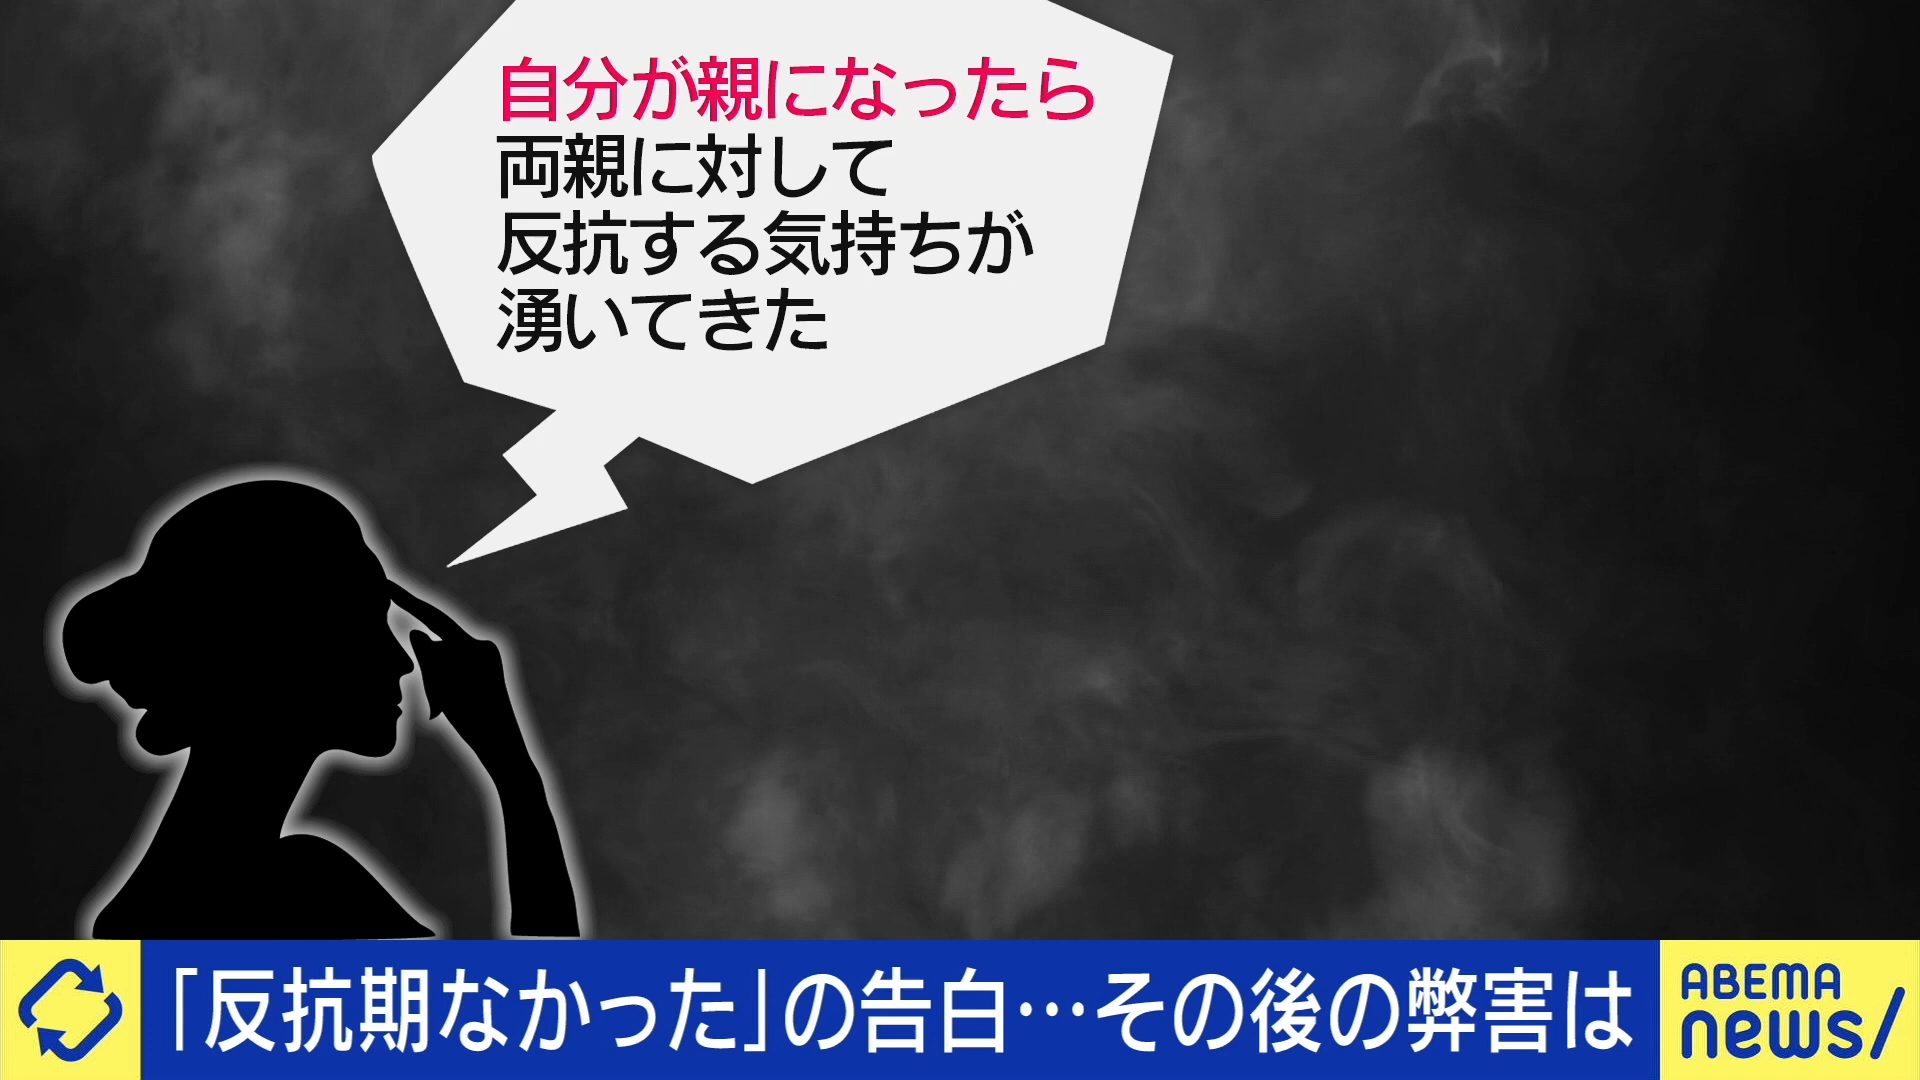 自分が親になったら
両親に対して
反抗する気持ちが
湧いてきた
「反抗期なかった」の告白…その後の弊害は
ABEMA
news/